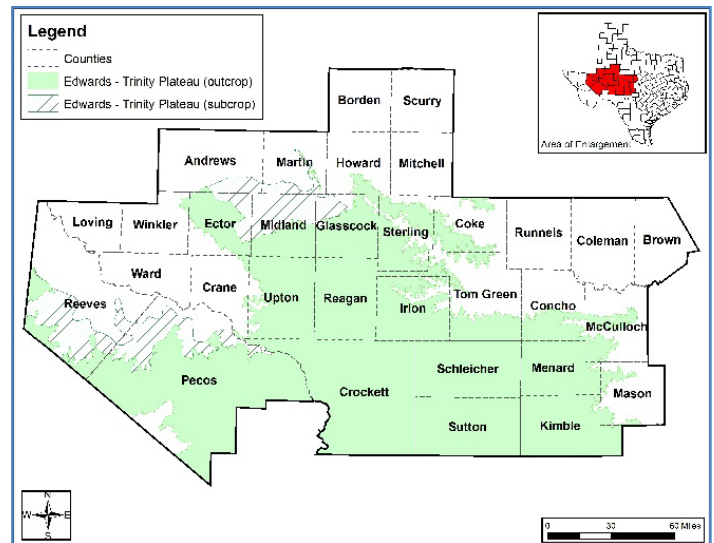 Legend
Counties
Edwards - Trinity Plateau (outcrop)
Edwards - Trinity Plateau (subcrop)
Area of Enlargement
Borden Scurry
Andrews Martin Howard Mitchell
Loving Winkler Ector Midland Glasscock Sterling Coke Runnels Coleman Brown
Ward Crane Upton Reagan Irion Tom Green Concho
Reeves McCulloch
Pecos Crockett Schleicher Menard Mason
Sutton Kimble
N
W E
S
0 30 60 Miles